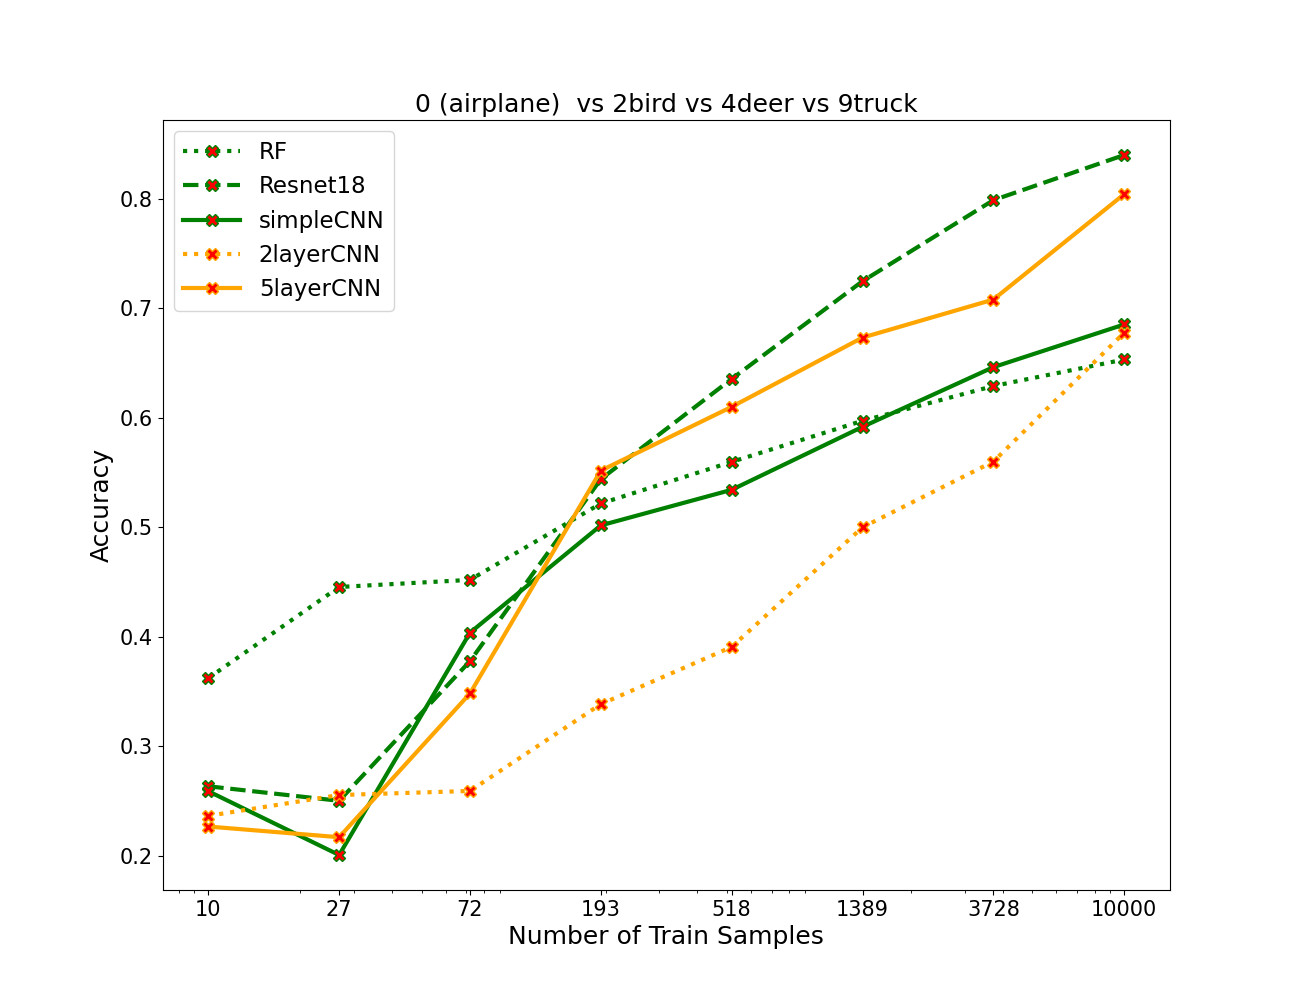 0 (airplane)  vs 2bird vs 4deer vs 9truck
RF
Resnet18
simpleCNN
2layerCNN
5layerCNN
Accuracy
0.8
0.7
0.6
0.5
0.4
0.3
0.2
10 27 72 193 518 1389 3728 10000
Number of Train Samples